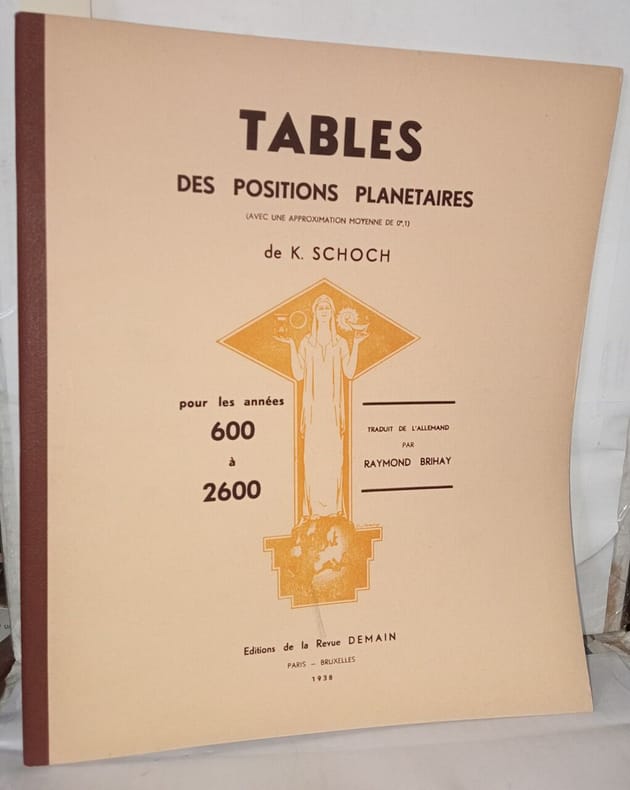 TABLES
DES POSITIONS PLANETAIRES
(AVEC UNE APPROXIMATION MOYENNE DE 0°,1)
de K. SCHOCH
pour les années
600
à
2600
TRADUIT DE L'ALLEMAND
PAR
RAYMOND BRIHAY
Editions de la Revue DEMAIN
PARIS – BRUXELLES
1938